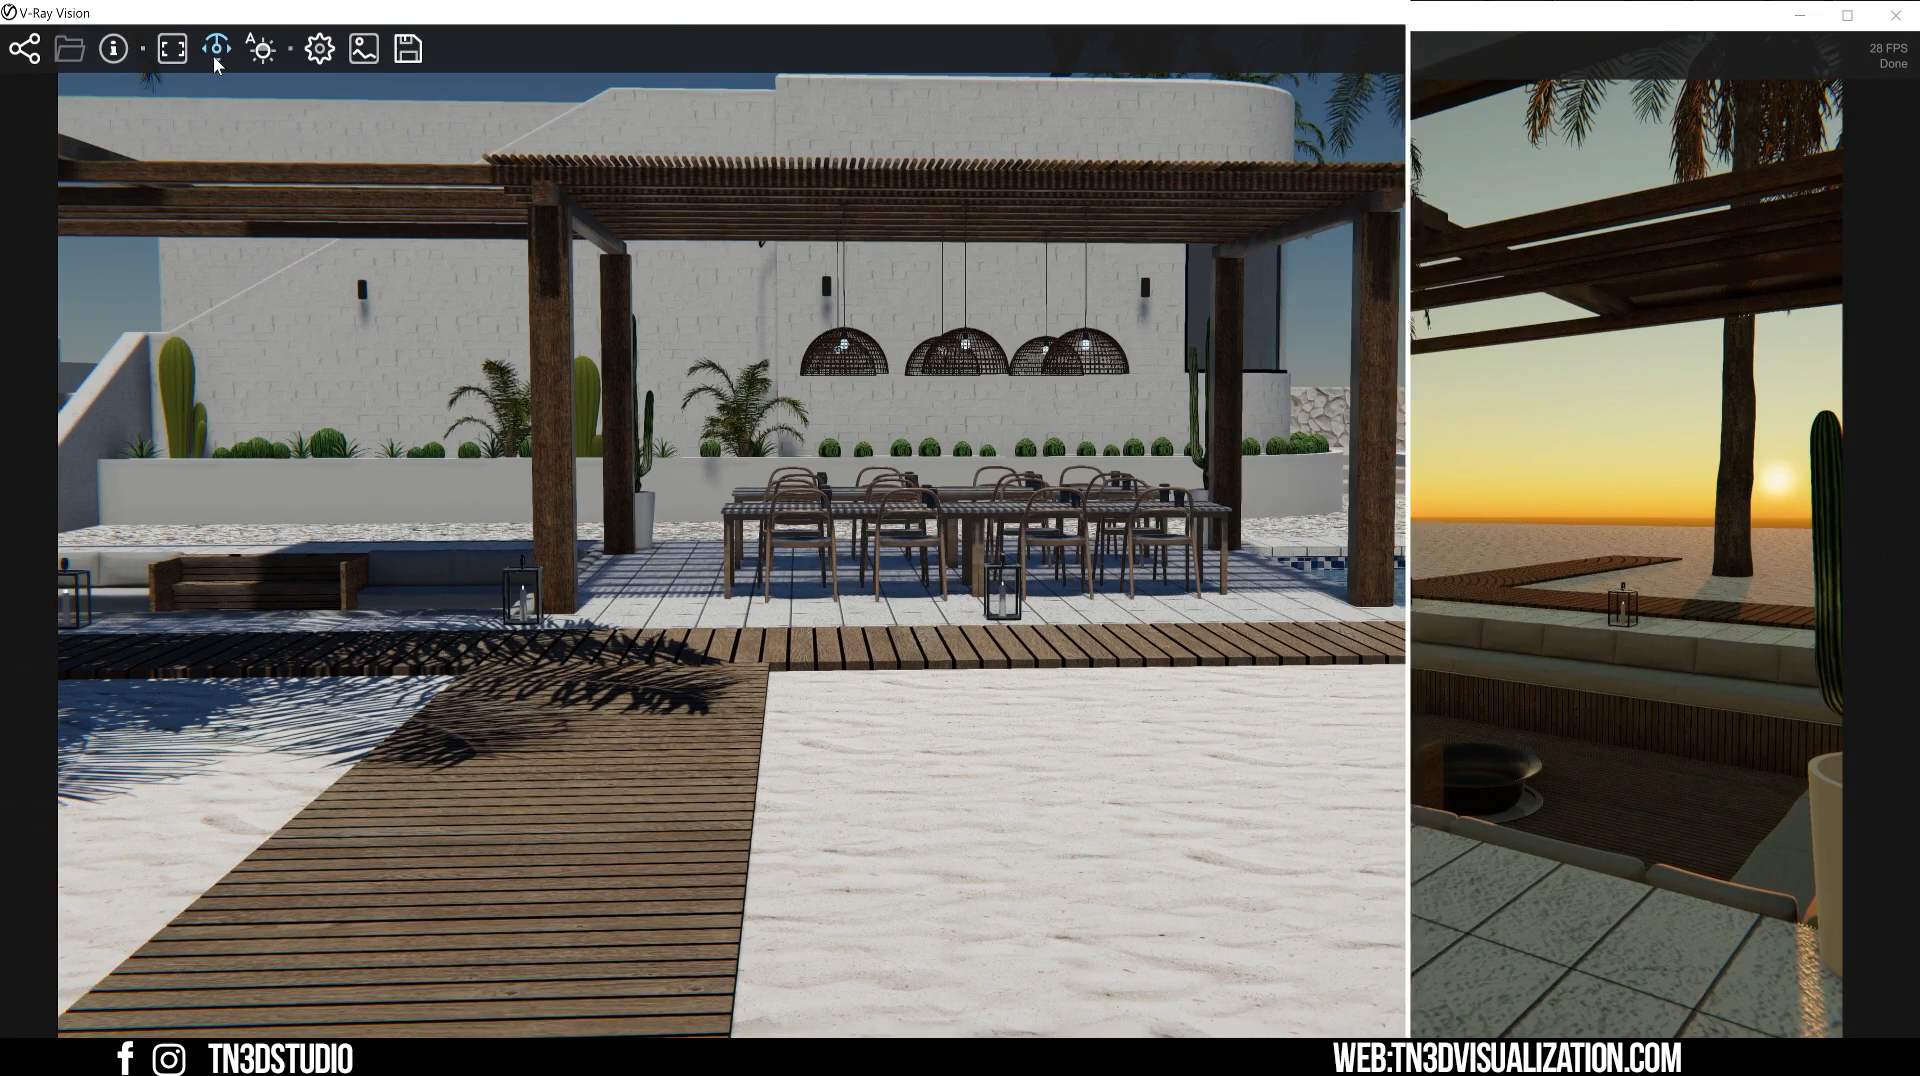 V-Ray Vision
A
28 FPS
Done
TN3DSTUDIO
WEB:TN3DVISUALIZATION.COM